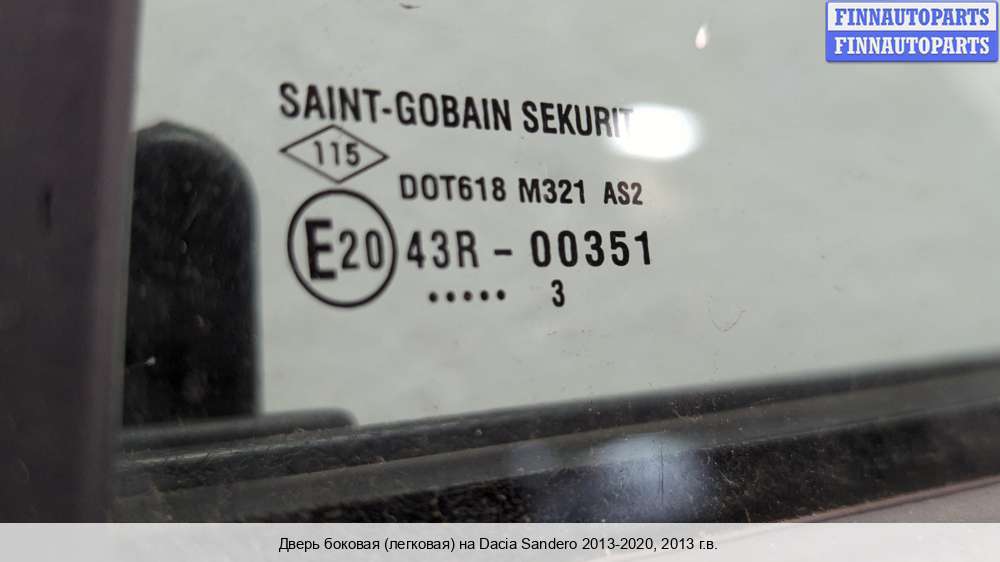 FINNAUTOPARTS
FINNAUTOPARTS
SAINT-GOBAIN SEKURIT
115
DOT618 M321 AS2
E20 43R - 00351
..... 3
Дверь боковая (легковая) на Dacia Sandero 2013-2020, 2013 г.в.